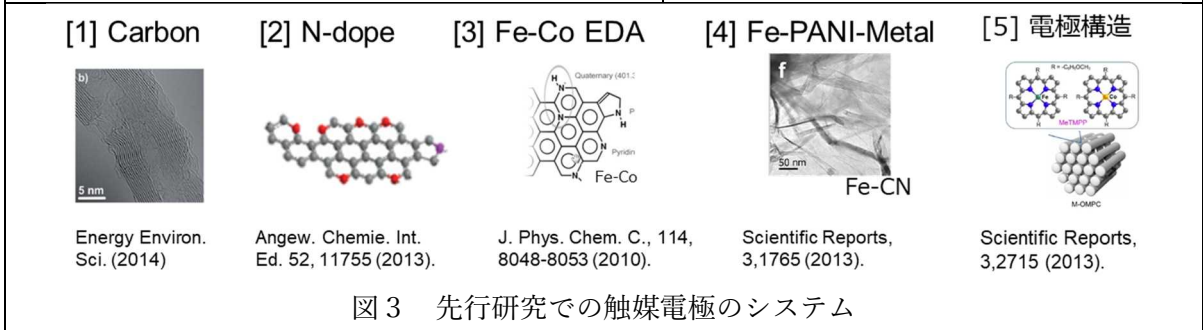 [1] Carbon
[2] N-dope
[3] Fe-Co EDA
[4] Fe-PANI-Metal
[5] 電極構造
b)
5 nm
Quaternary (401.
H
N
N
H
N
Pyridin
N
Fe-Co
f
50 nm
Fe-CN
R = -C₆H₄OCH₃
R
R
Fe
R
R
R
R
Co
R
R
MeTMPP
M-OMPC
Energy Environ.
Sci. (2014)
Angew. Chemie. Int.
Ed. 52, 11755 (2013).
J. Phys. Chem. C., 114,
8048-8053 (2010).
Scientific Reports,
3,1765 (2013).
Scientific Reports,
3,2715 (2013).
図3 先行研究での触媒電極のシステム